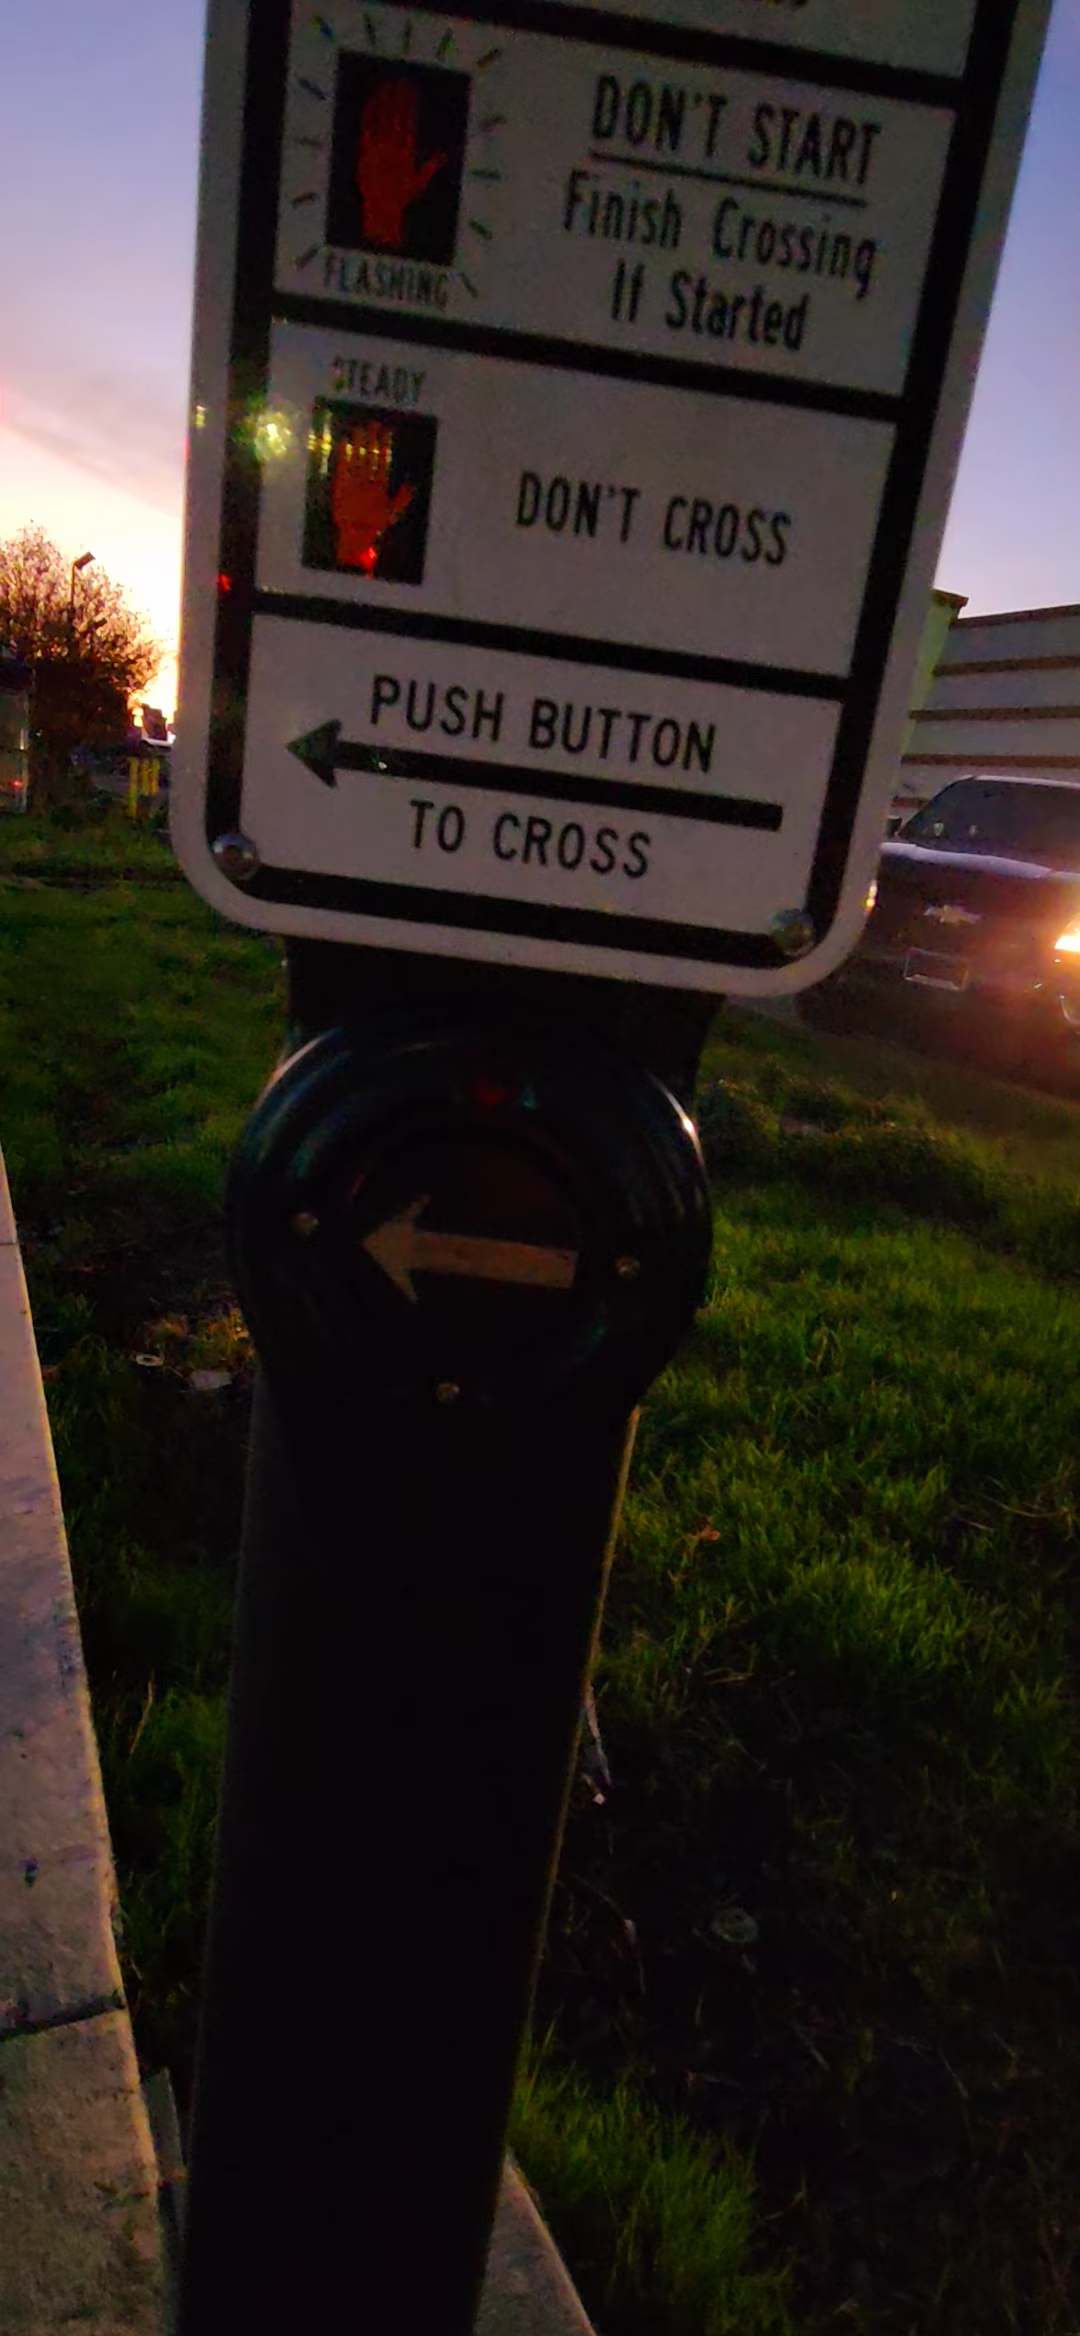 DON'T START
Finish Crossing
If Started
FLASHING
STEADY
DON'T CROSS
PUSH BUTTON
TO CROSS